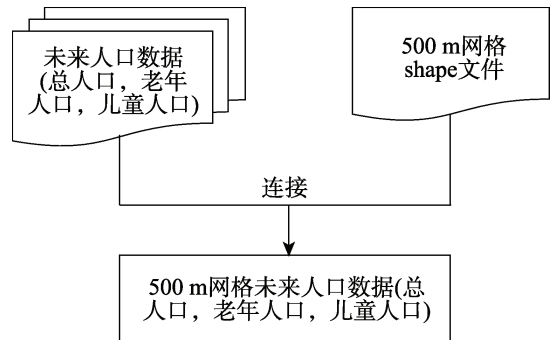 未来人口数据
(总人口，老年
人口，儿童人口)
500 m网格
shape文件
连接
500 m网格未来人口数据(总
人口，老年人口，儿童人口)